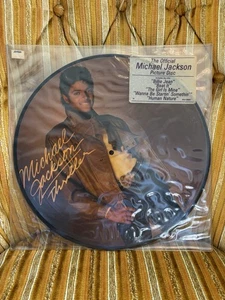 The Official
Michael Jackson
Picture Disc
"Billie Jean"
"Beat It"
"The Girl Is Mine"
"Wanna Be Startin' Somethin'"
"Human Nature"
Michael
Jackson
Thriller